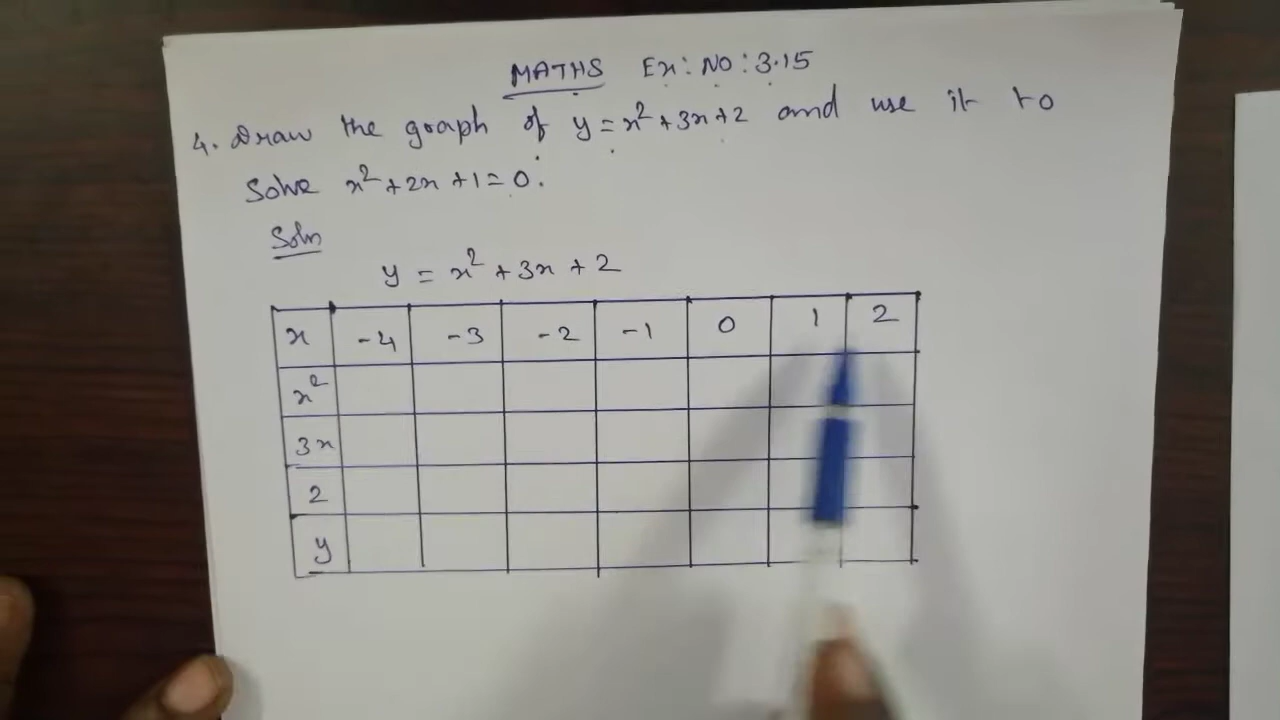 MATHS Ex: NO: 3.15
4. Draw the graph of y = x² + 3x + 2 and use it to
Solve x² + 2x + 1 = 0.
Soln
y = x² + 3x + 2
x -4 -3 -2 -1 0 1 2
x²
3x
2
y